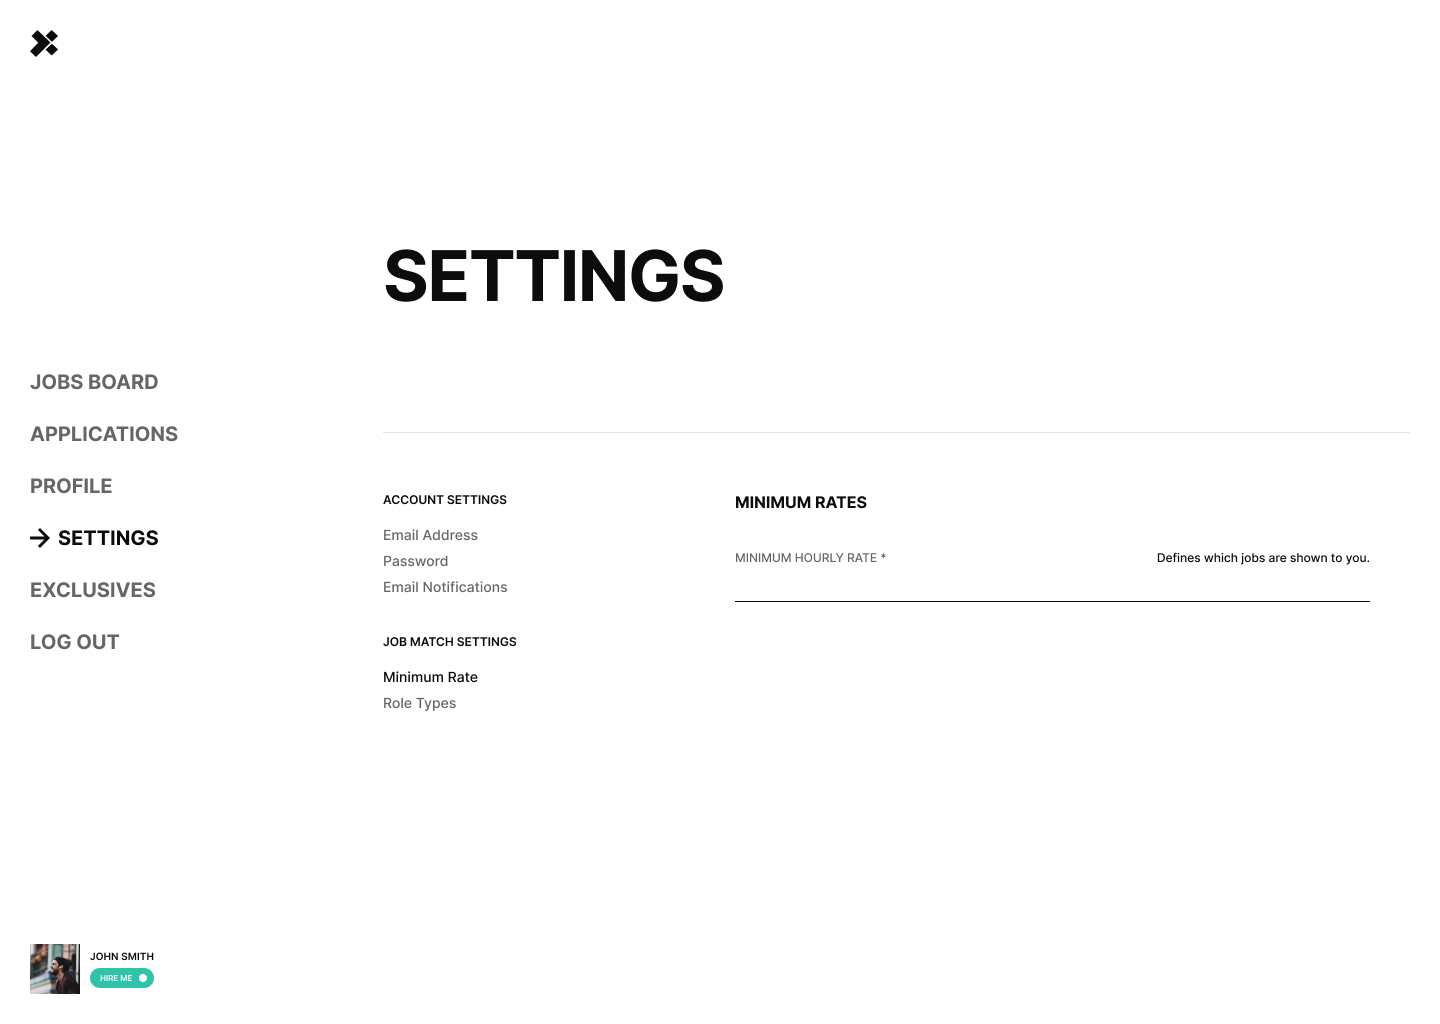 SETTINGS
JOBS BOARD
APPLICATIONS
PROFILE
SETTINGS
EXCLUSIVES
LOG OUT
ACCOUNT SETTINGS
Email Address
Password
Email Notifications
JOB MATCH SETTINGS
Minimum Rate
Role Types
MINIMUM RATES
MINIMUM HOURLY RATE *
Defines which jobs are shown to you.
JOHN SMITH
HIRE ME